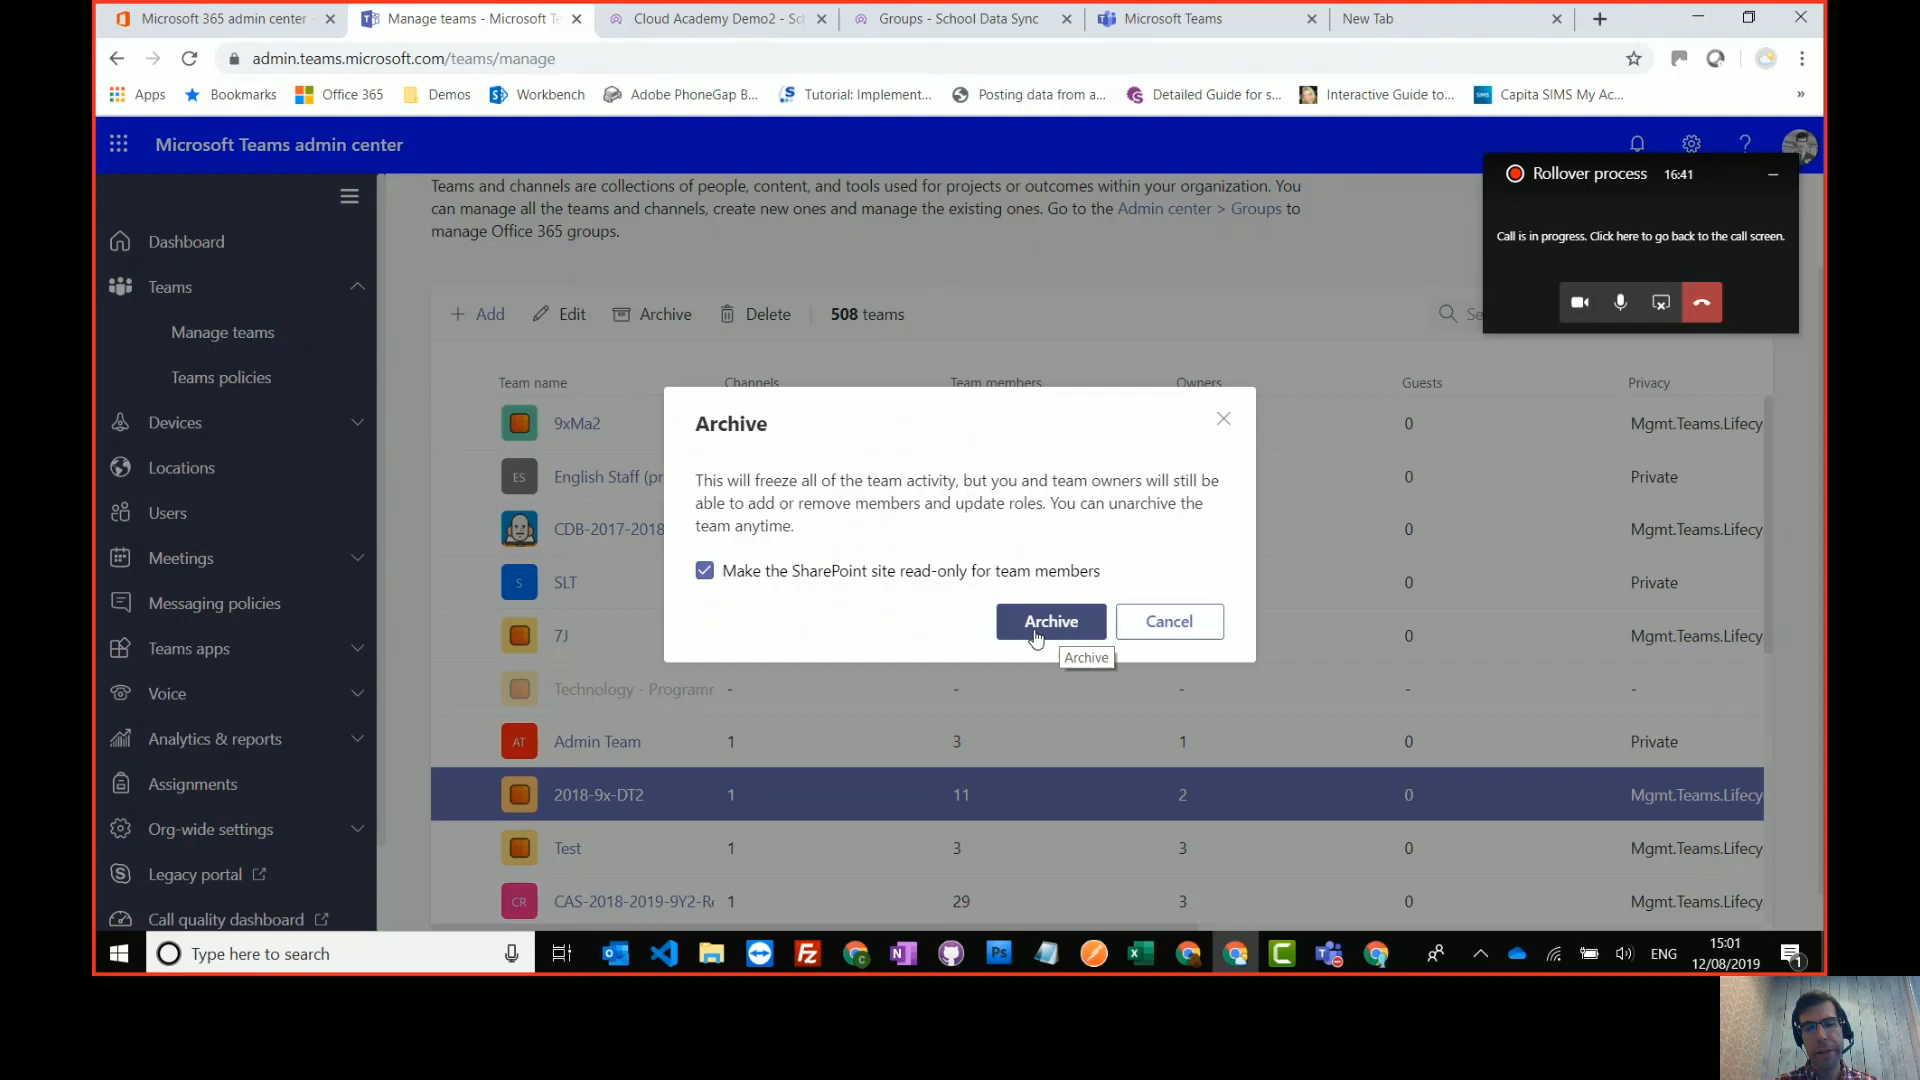 Microsoft 365 admin center -
Manage teams - Microsoft Te
Cloud Academy Demo2 - Sc
Groups - School Data Sync
Microsoft Teams
New Tab
admin.teams.microsoft.com/teams/manage
Apps
Bookmarks
Office 365
Demos
Workbench
Adobe PhoneGap B...
Tutorial: Implement...
Posting data from a...
Detailed Guide for s...
Interactive Guide to...
Capita SIMS My Ac...
»
Microsoft Teams admin center
Rollover process 16:41
Call is in progress. Click here to go back to the call screen.
Dashboard
Teams
Manage teams
Teams policies
Devices
Locations
Users
Meetings
Messaging policies
Teams apps
Voice
Analytics & reports
Assignments
Org-wide settings
Legacy portal
Call quality dashboard
Teams and channels are collections of people, content, and tools used for projects or outcomes within your organization. You
can manage all the teams and channels, create new ones and manage the existing ones. Go to the Admin center > Groups to
manage Office 365 groups.
+ Add Edit Archive Delete 508 teams
Se
Team name Channels Team members Owners Guests Privacy
9xMa2 0 Mgmt.Teams.Lifecy
ES English Staff (pr 0 Private
CDB-2017-2018 0 Mgmt.Teams.Lifecy
S SLT 0 Private
7J 0 Mgmt.Teams.Lifecy
Technology - Programr - - - - -
AT Admin Team 1 3 1 0 Private
2018-9x-DT2 1 11 2 0 Mgmt.Teams.Lifecy
Test 1 3 3 0 Mgmt.Teams.Lifecy
CR CAS-2018-2019-9Y2-R 1 29 3 0 Mgmt.Teams.Lifecy
Archive
This will freeze all of the team activity, but you and team owners will still be
able to add or remove members and update roles. You can unarchive the
team anytime.
Make the SharePoint site read-only for team members
Archive
Cancel
Archive
Type here to search
ENG
15:01
12/08/2019
1